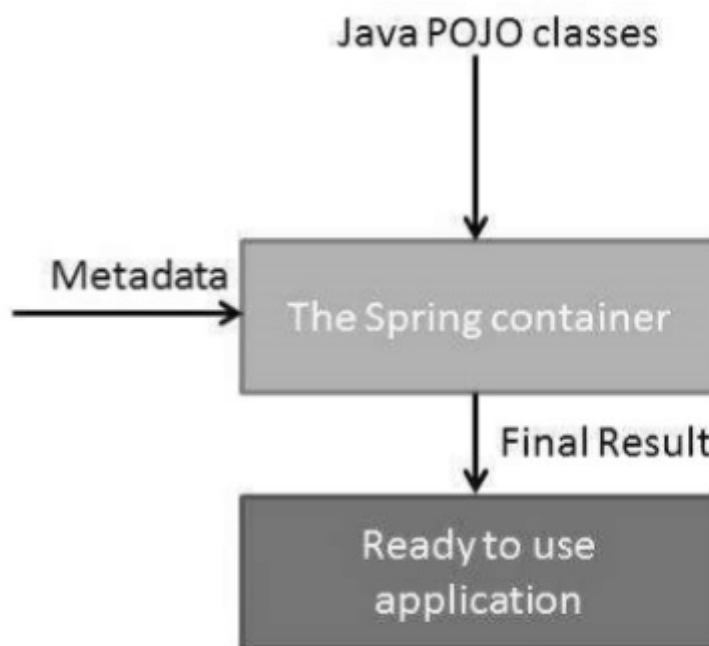 Java POJO classes
Metadata
The Spring container
Final Result
Ready to use
application